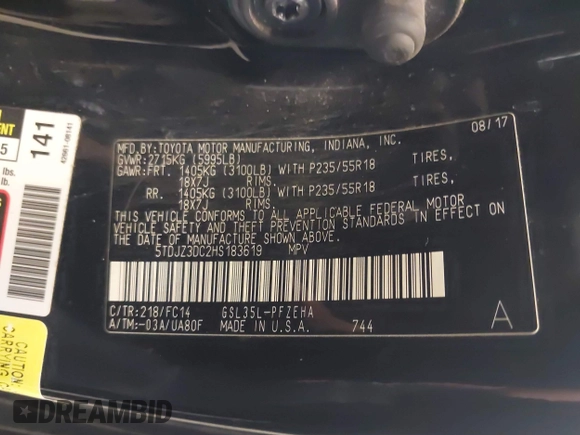 MFD.BY: TOYOTA MOTOR MANUFACTURING, INDIANA, INC. 08/17
GVWR: 2715KG (5995LB)
GAWR: FRT. 1405KG (3100LB) WITH P235/55R18 TIRES,
18X7J RIMS,
RR. 1405KG (3100LB) WITH P235/55R18 TIRES,
18X7J RIMS,
THIS VEHICLE CONFORMS TO ALL APPLICABLE FEDERAL MOTOR
VEHICLE SAFETY AND THEFT PREVENTION STANDARDS IN EFFECT ON
THE DATE OF MANUFACTURE SHOWN ABOVE.
5TDJZ3DC2HS183619 MPV
C/TR: 218/FC14 GSL35L-PFZEHA
A/TM: -03A/UA80F MADE IN U.S.A. 744 A
141
lbs.
lb.
CAUTION:
CARRYING
DREAMBID